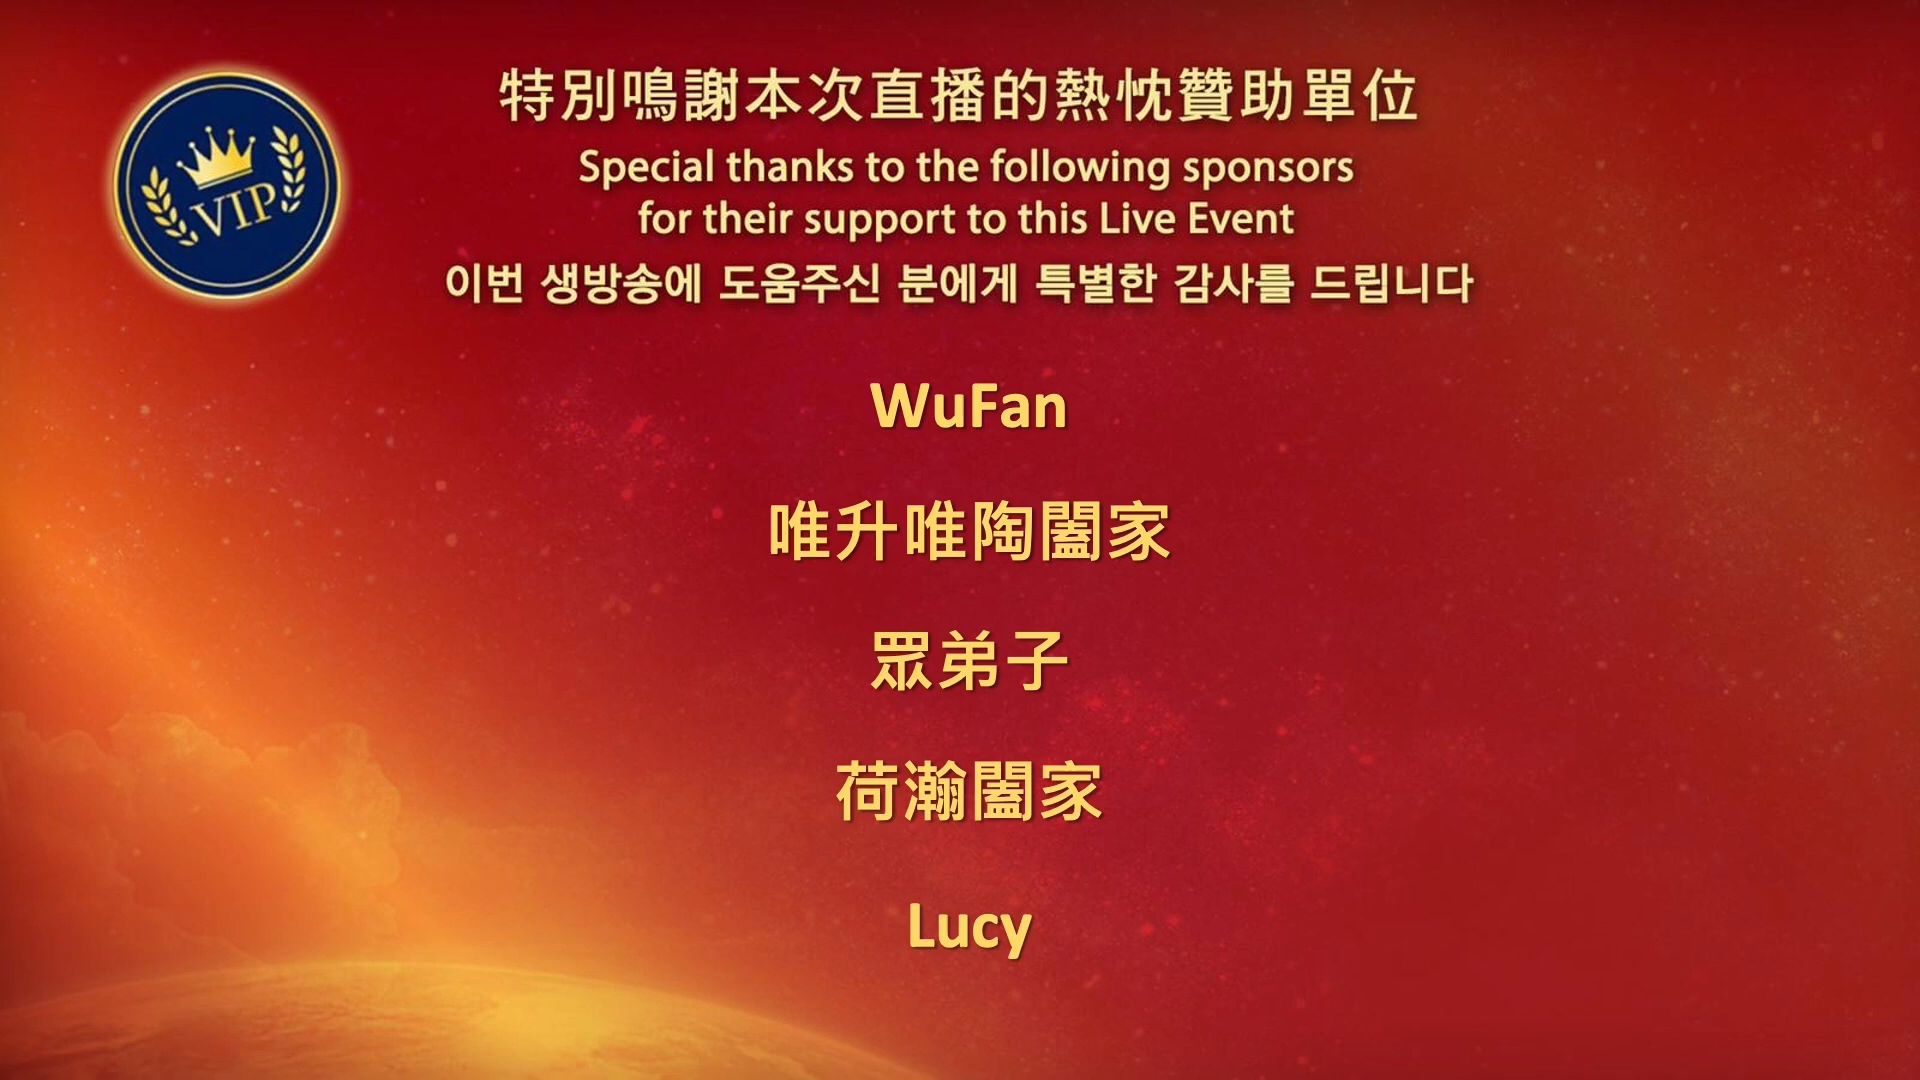 VIP
特別鳴謝本次直播的熱忱贊助單位
Special thanks to the following sponsors
for their support to this Live Event
이번 생방송에 도움주신 분에게 특별한 감사를 드립니다
WuFan
唯升唯陶闔家
眾弟子
荷瀚闔家
Lucy